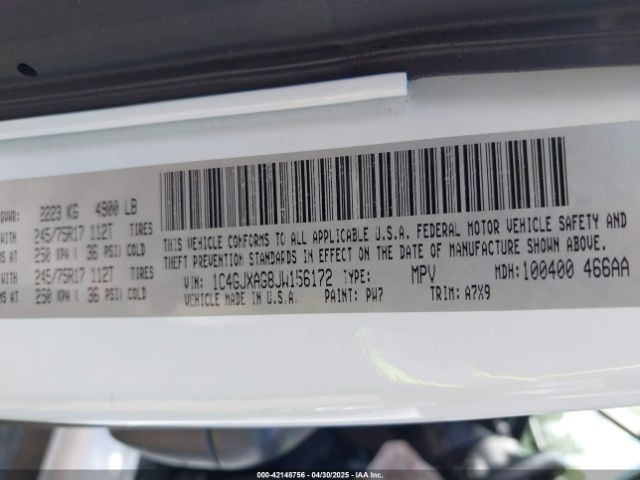 GVWR: 2223 KG 4900 LB
WITH 245/75R17 112T TIRES
MS AT 250 KPA ( 36 PSI) COLD
WITH 245/75R17 112T TIRES
MS AT 250 KPA ( 36 PSI) COLD
THIS VEHICLE CONFORMS TO ALL APPLICABLE U.S.A. FEDERAL MOTOR VEHICLE SAFETY AND
THEFT PREVENTION STANDARDS IN EFFECT ON THE DATE OF MANUFACTURE SHOWN ABOVE.
VIN: 1C4GJXAG8JW156172 TYPE: MPV MDH: 100400 466AA
VEHICLE MADE IN U.S.A. PAINT: PW7 TRIM: A7X9
000-42148756 - 04/30/2025 - IAA Inc.